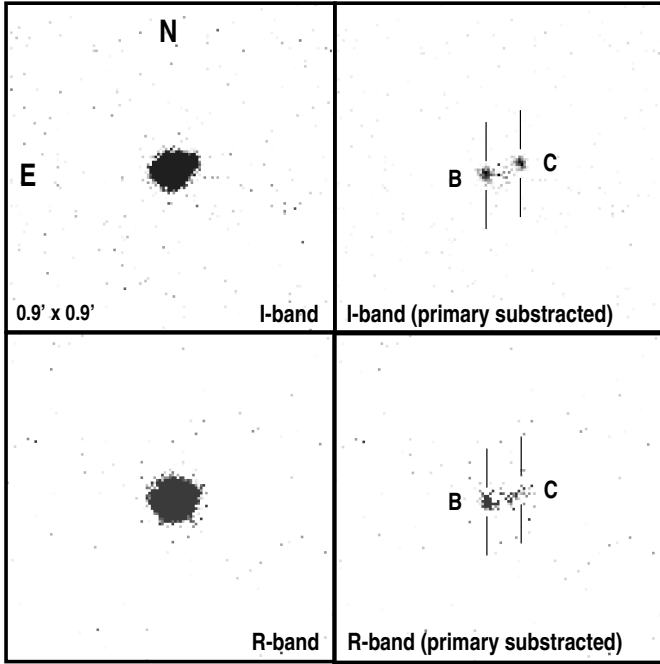 N
E
B
C
0.9' x 0.9'
I-band
I-band (primary substracted)
B
C
R-band
R-band (primary substracted)